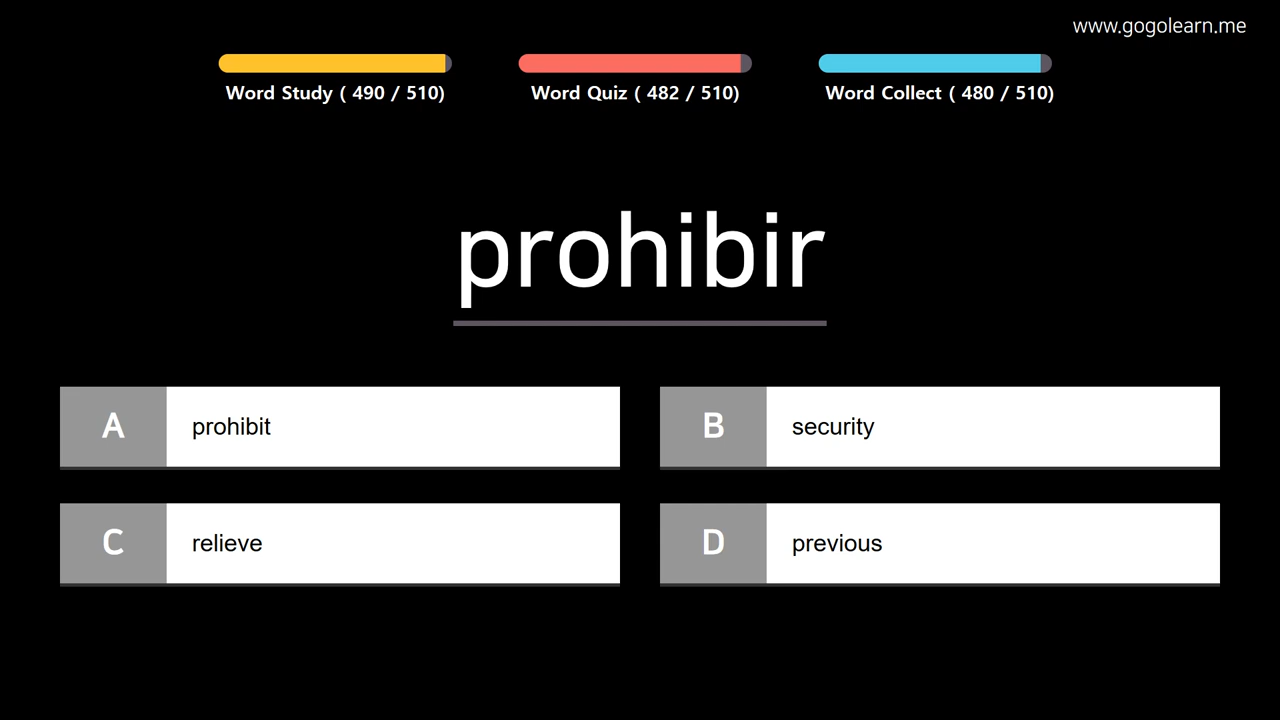 www.gogolearn.me
Word Study ( 490 / 510)
Word Quiz ( 482 / 510)
Word Collect ( 480 / 510)
prohibir
A prohibit
B security
C relieve
D previous